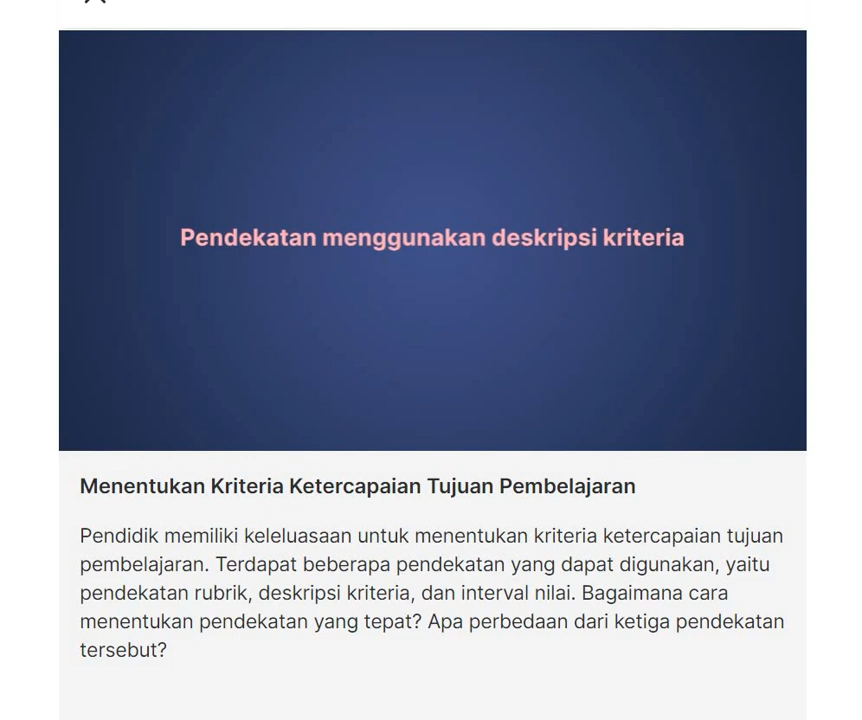 Pendekatan menggunakan deskripsi kriteria
Menentukan Kriteria Ketercapaian Tujuan Pembelajaran
Pendidik memiliki keleluasaan untuk menentukan kriteria ketercapaian tujuan
pembelajaran. Terdapat beberapa pendekatan yang dapat digunakan, yaitu
pendekatan rubrik, deskripsi kriteria, dan interval nilai. Bagaimana cara
menentukan pendekatan yang tepat? Apa perbedaan dari ketiga pendekatan
tersebut?